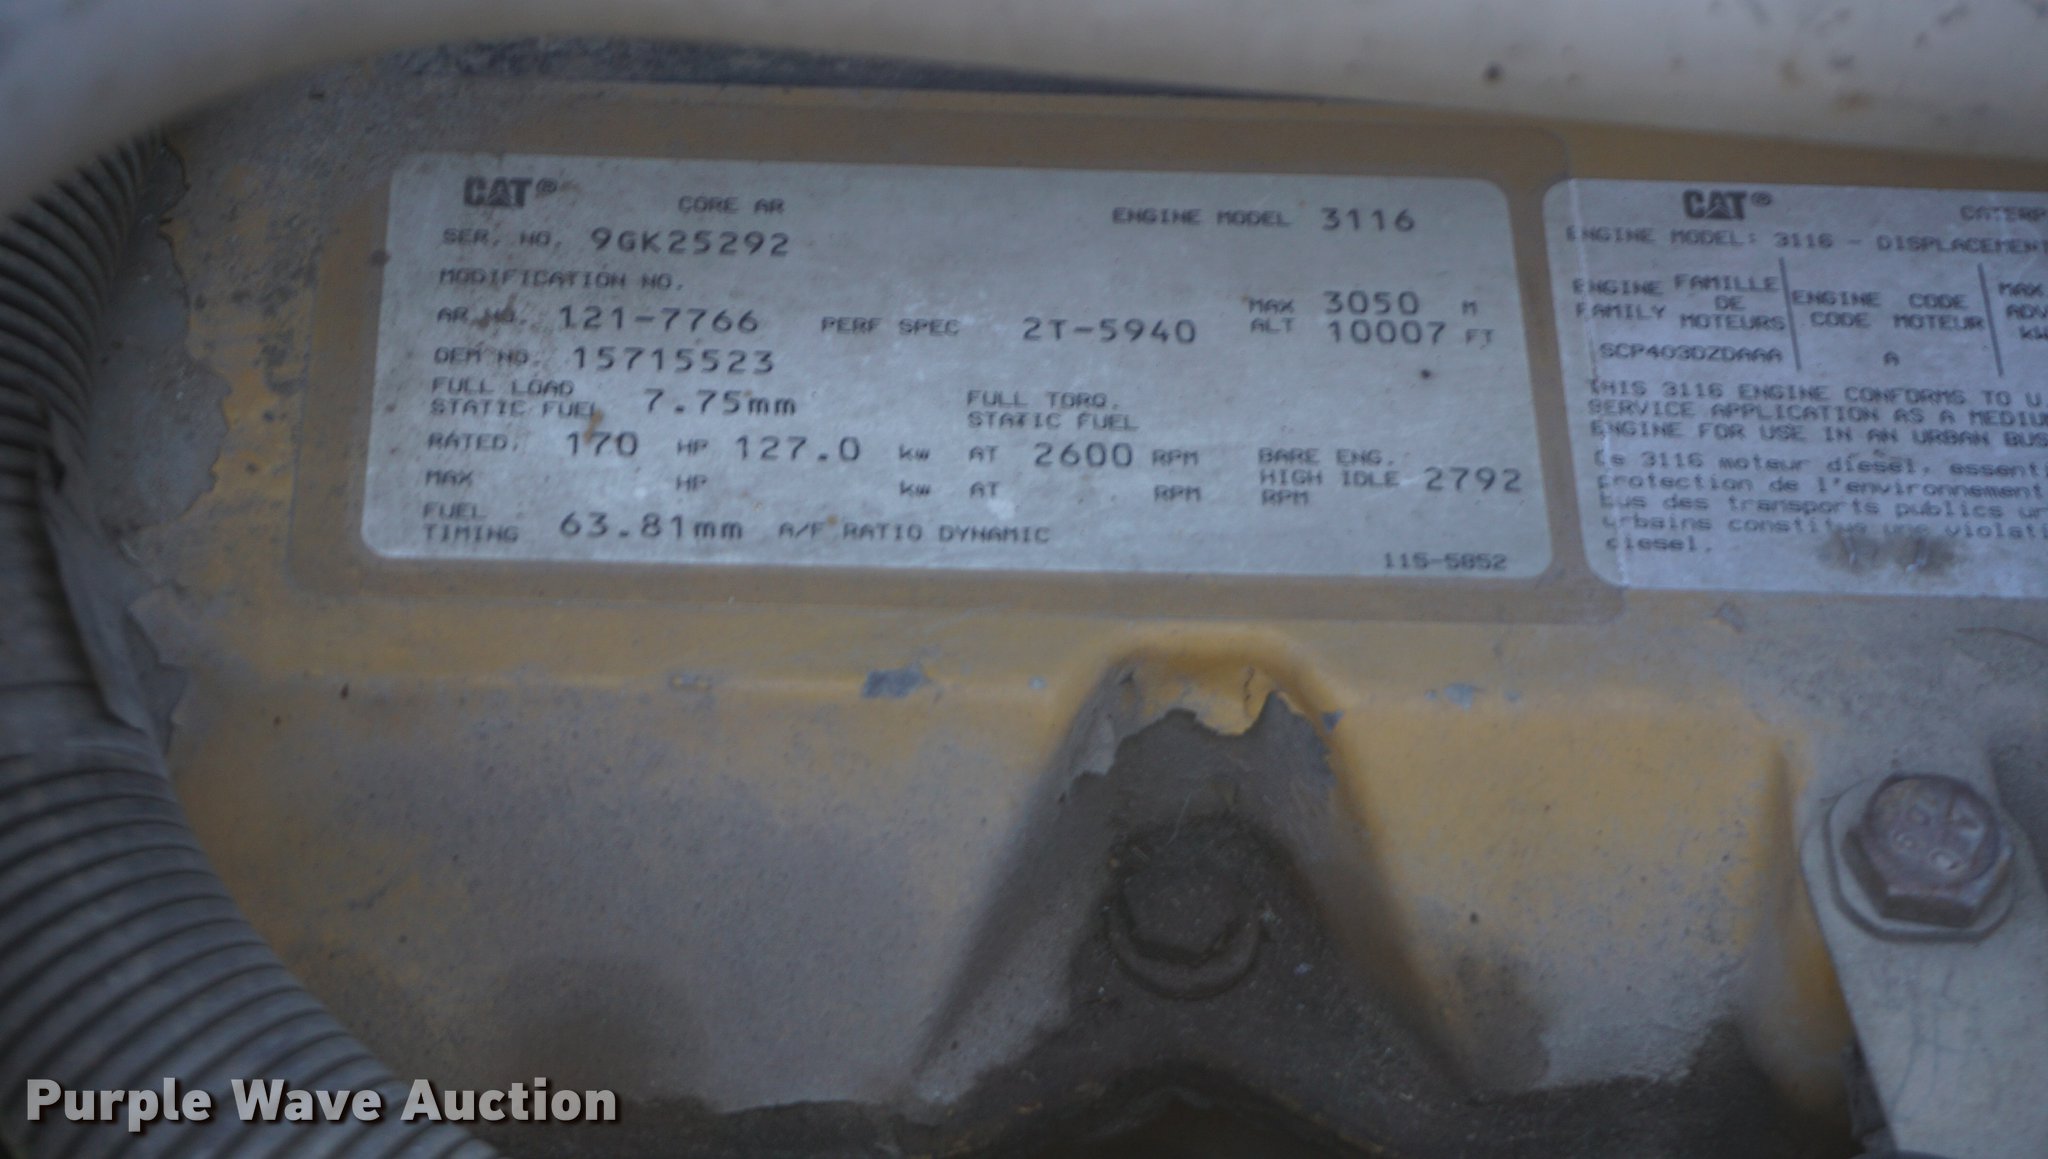 CAT®
CORE AR
ENGINE MODEL 3116
SER. NO. 9GK25292
MODIFICATION NO.
AR NO. 121-7766 PERF SPEC 2T-5940 MAX ALT 3050 M 10007 FT
OEM NO. 15715523
FULL LOAD STATIC FUEL 7.75mm FULL TORQ. STATIC FUEL
RATED. 170 HP 127.0 kw AT 2600 RPM BARE ENG. HIGH IDLE RPM 2792
MAX HP kw AT RPM
FUEL TIMING 63.81mm A/F RATIO DYNAMIC
115-5852
CAT®
CATERP
ENGINE MODEL: 3116 - DISPLACEMENT
ENGINE FAMILY FAMILLE DE MOTEURS
ENGINE CODE CODE MOTEUR
MAX
ADV
kw
SCP403DZDAAA A
THIS 3116 ENGINE CONFORMS TO U.
SERVICE APPLICATION AS A MEDIU
ENGINE FOR USE IN AN URBAN BUS
Ce 3116 moteur diesel, essenti
protection de l'environnement
bus des transports publics ur
urbains constitue une violati
diesel.
Purple Wave Auction